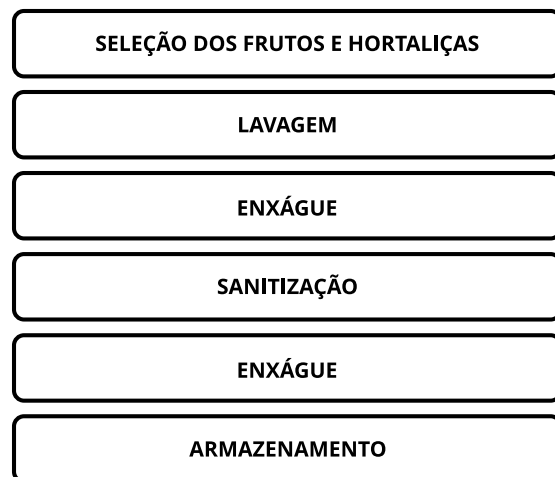 SELEÇÃO DOS FRUTOS E HORTALIÇAS
LAVAGEM
ENXÁGUE
SANITIZAÇÃO
ENXÁGUE
ARMAZENAMENTO